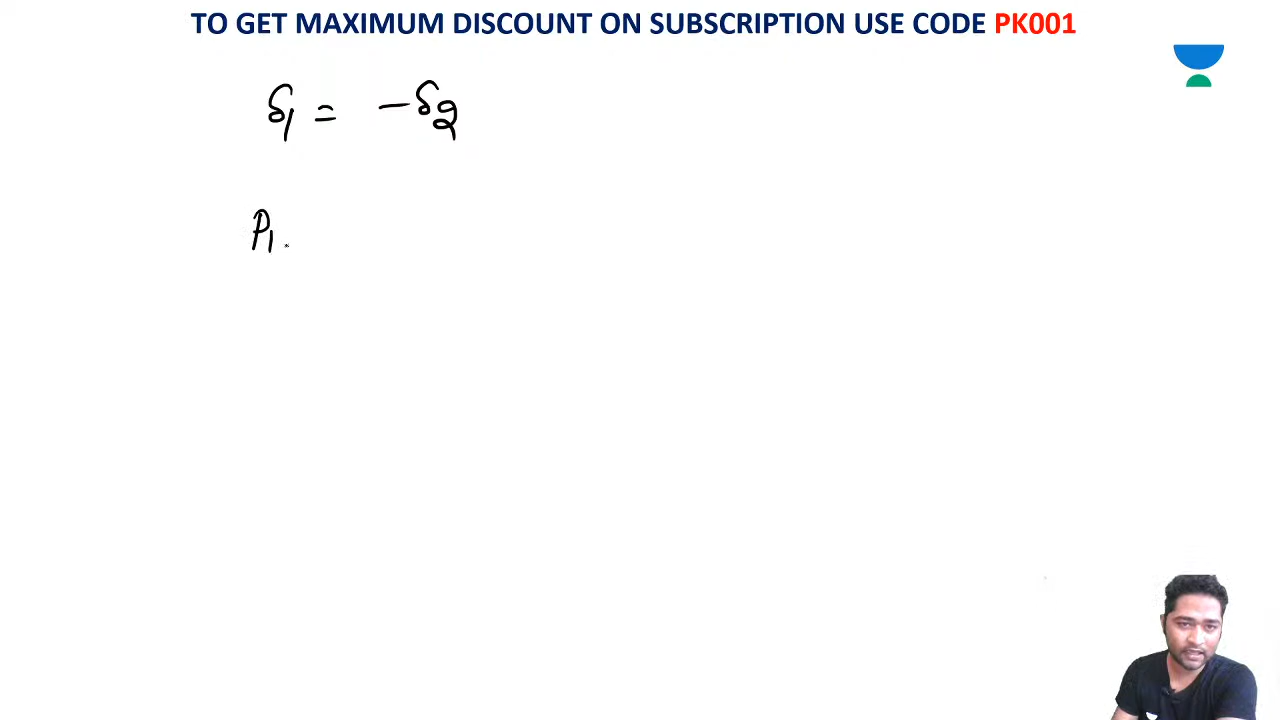 TO GET MAXIMUM DISCOUNT ON SUBSCRIPTION USE CODE PK001
δ₁ = -δ₂
P₁